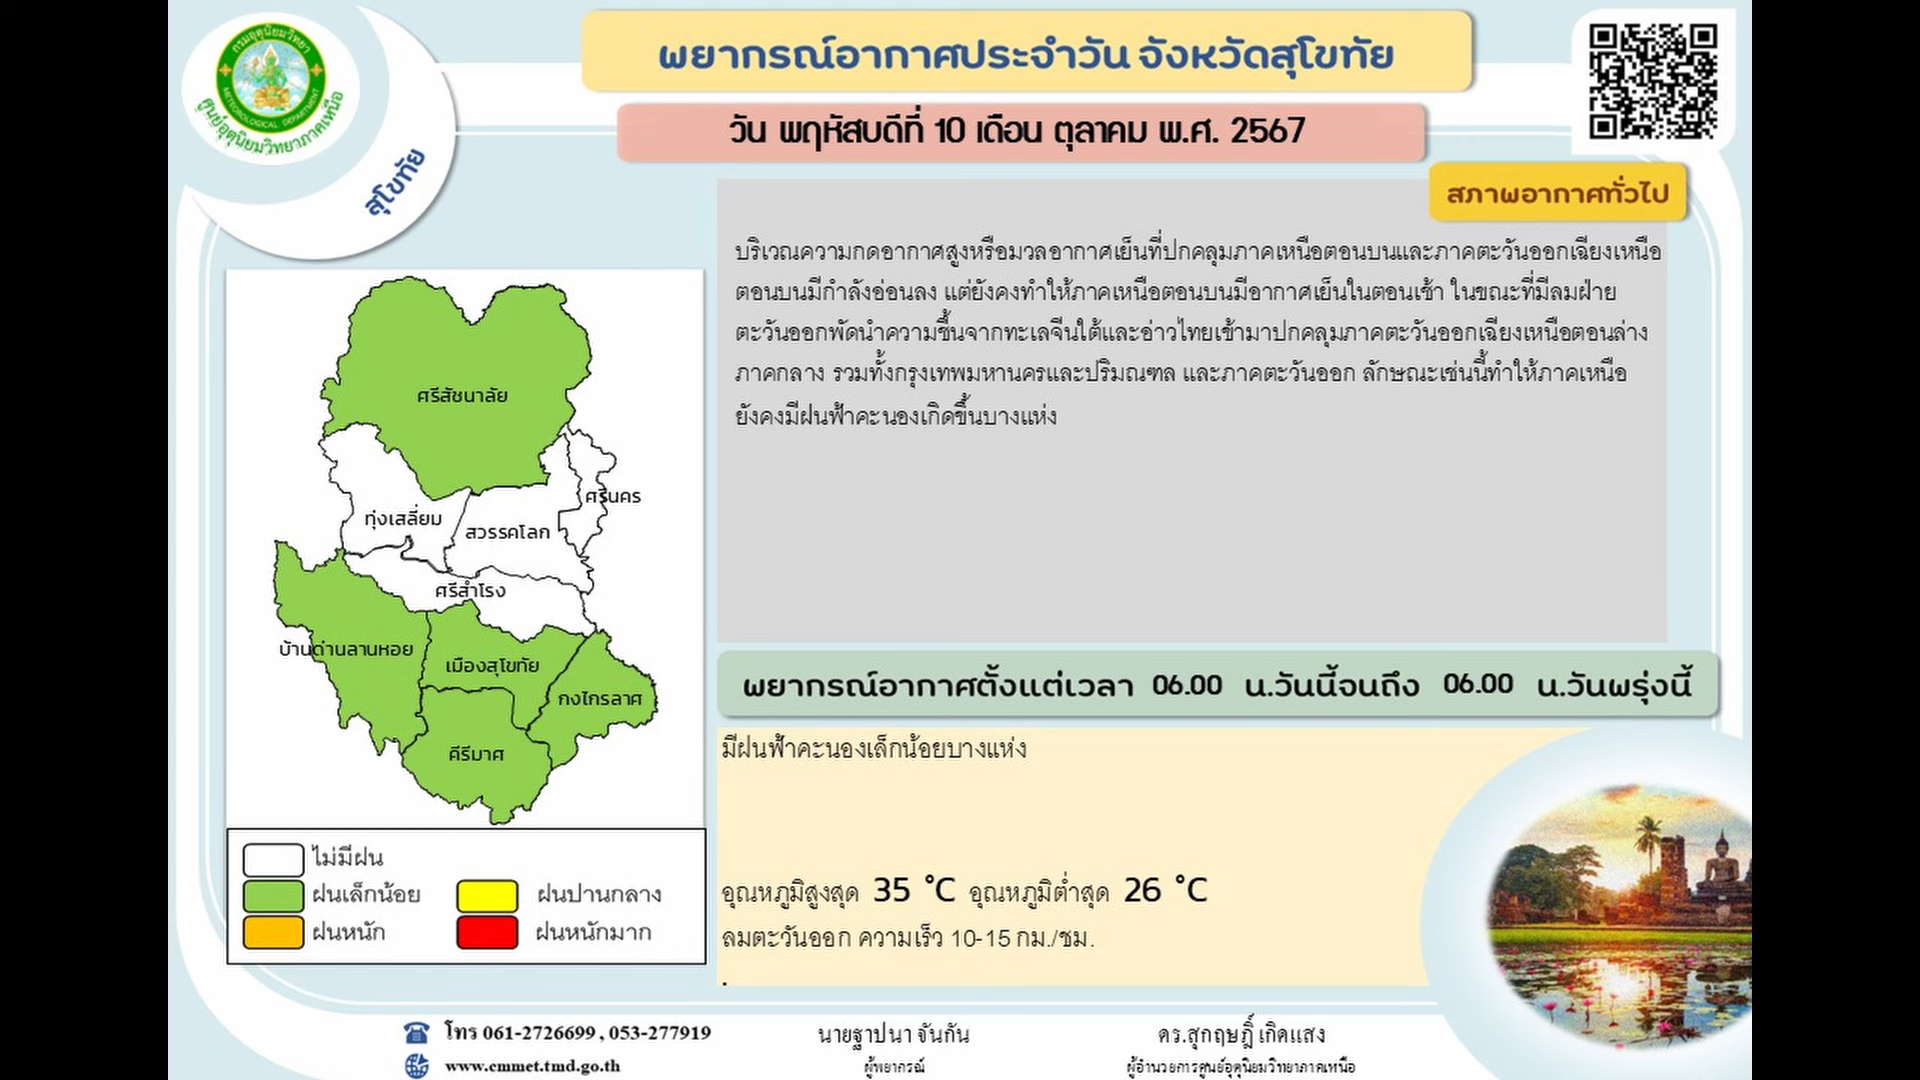 กรมอุตุนิยมวิทยา
METEOROLOGICAL DEPARTMENT
ศูนย์อุตุนิยมวิทยาภาคเหนือ
สุโขทัย
พยากรณ์อากาศประจำวัน จังหวัดสุโขทัย
วัน พฤหัสบดีที่ 10 เดือน ตุลาคม พ.ศ. 2567
สภาพอากาศทั่วไป
บริเวณความกดอากาศสูงหรือมวลอากาศเย็นที่ปกคลุมภาคเหนือตอนบนและภาคตะวันออกเฉียงเหนือ
ตอนบนมีกำลังอ่อนลง แต่ยังคงทำให้ภาคเหนือตอนบนมีอากาศเย็นในตอนเช้า ในขณะที่มีลมฝ่าย
ตะวันออกพัดนำความชื้นจากทะเลจีนใต้และอ่าวไทยเข้ามาปกคลุมภาคตะวันออกเฉียงเหนือตอนล่าง
ภาคกลาง รวมทั้งกรุงเทพมหานครและปริมณฑล และภาคตะวันออก ลักษณะเช่นนี้ทำให้ภาคเหนือ
ยังคงมีฝนฟ้าคะนองเกิดขึ้นบางแห่ง
ศรีสัชนาลัย
ศรีนคร
ทุ่งเสลี่ยม
สวรรคโลก
ศรีสำโรง
บ้านด่านลานหอย
เมืองสุโขทัย
กงไกรลาศ
คีรีมาศ
ไม่มีฝน
ฝนเล็กน้อย
ฝนปานกลาง
ฝนหนัก
ฝนหนักมาก
พยากรณ์อากาศตั้งแต่เวลา 06.00 น.วันนี้จนถึง 06.00 น.วันพรุ่งนี้
มีฝนฟ้าคะนองเล็กน้อยบางแห่ง
อุณหภูมิสูงสุด 35 °C อุณหภูมิต่ำสุด 26 °C
ลมตะวันออก ความเร็ว 10-15 กม./ชม.
.
โทร 061-2726699 , 053-277919
www.cmmet.tmd.go.th
นายฐาปนา จันกัน
ผู้พยากรณ์
ดร.สุกฤษฎิ์ เกิดแสง
ผู้อำนวยการศูนย์อุตุนิยมวิทยาภาคเหนือ